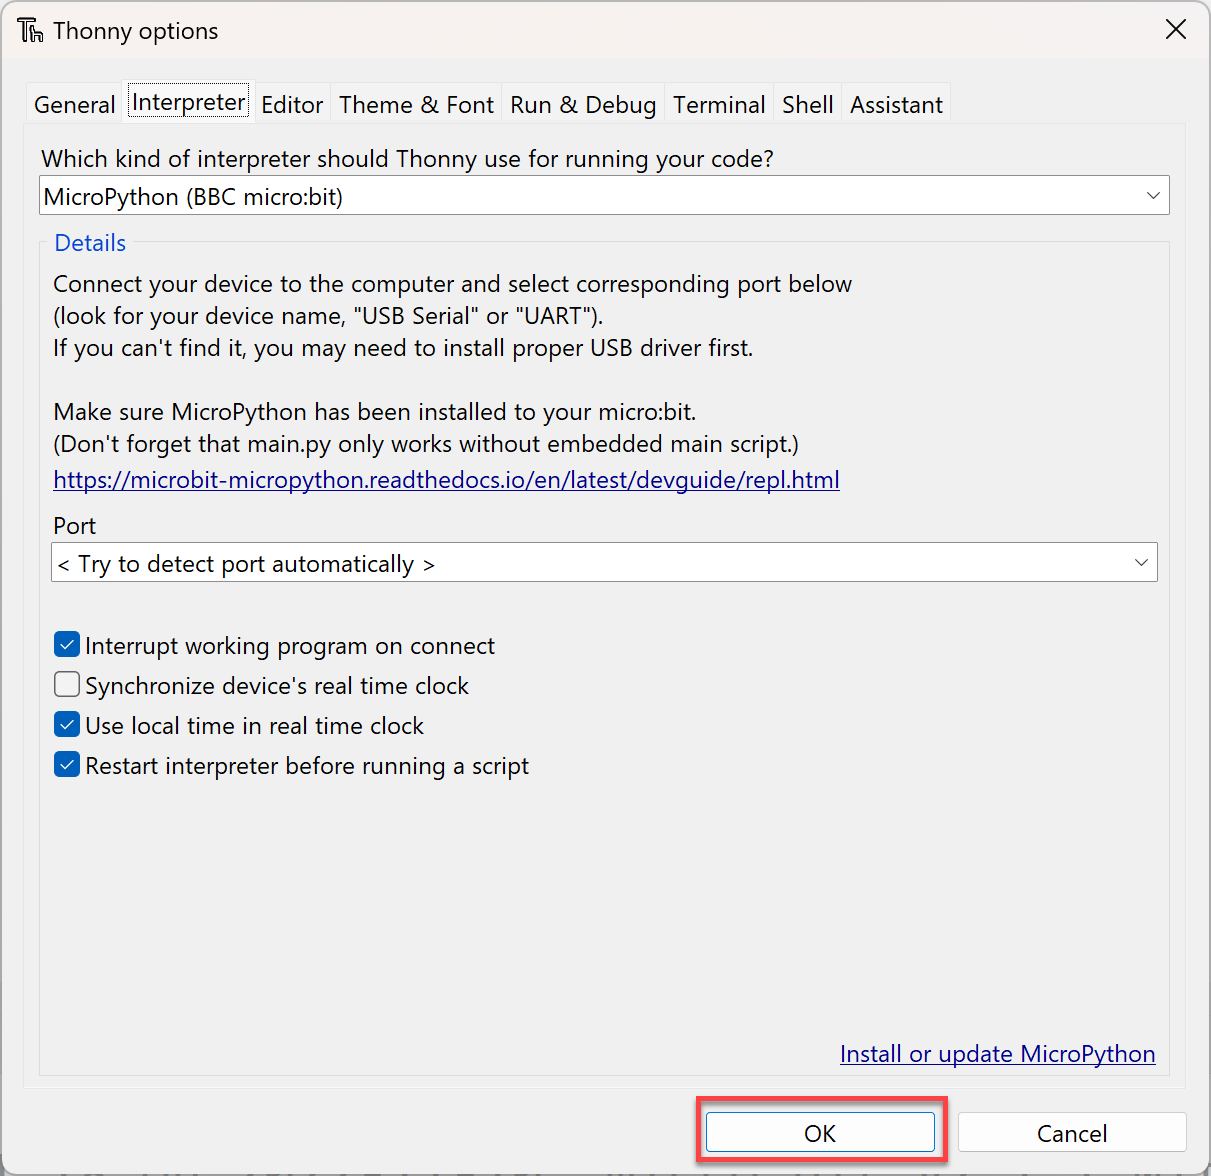 Thonny options
General Interpreter Editor Theme & Font Run & Debug Terminal Shell Assistant
Which kind of interpreter should Thonny use for running your code?
MicroPython (BBC micro:bit)
Details
Connect your device to the computer and select corresponding port below
(look for your device name, "USB Serial" or "UART").
If you can't find it, you may need to install proper USB driver first.
Make sure MicroPython has been installed to your micro:bit.
(Don't forget that main.py only works without embedded main script.)
https://microbit-micropython.readthedocs.io/en/latest/devguide/repl.html
Port
< Try to detect port automatically >
Interrupt working program on connect
Synchronize device's real time clock
Use local time in real time clock
Restart interpreter before running a script
Install or update MicroPython
OK Cancel